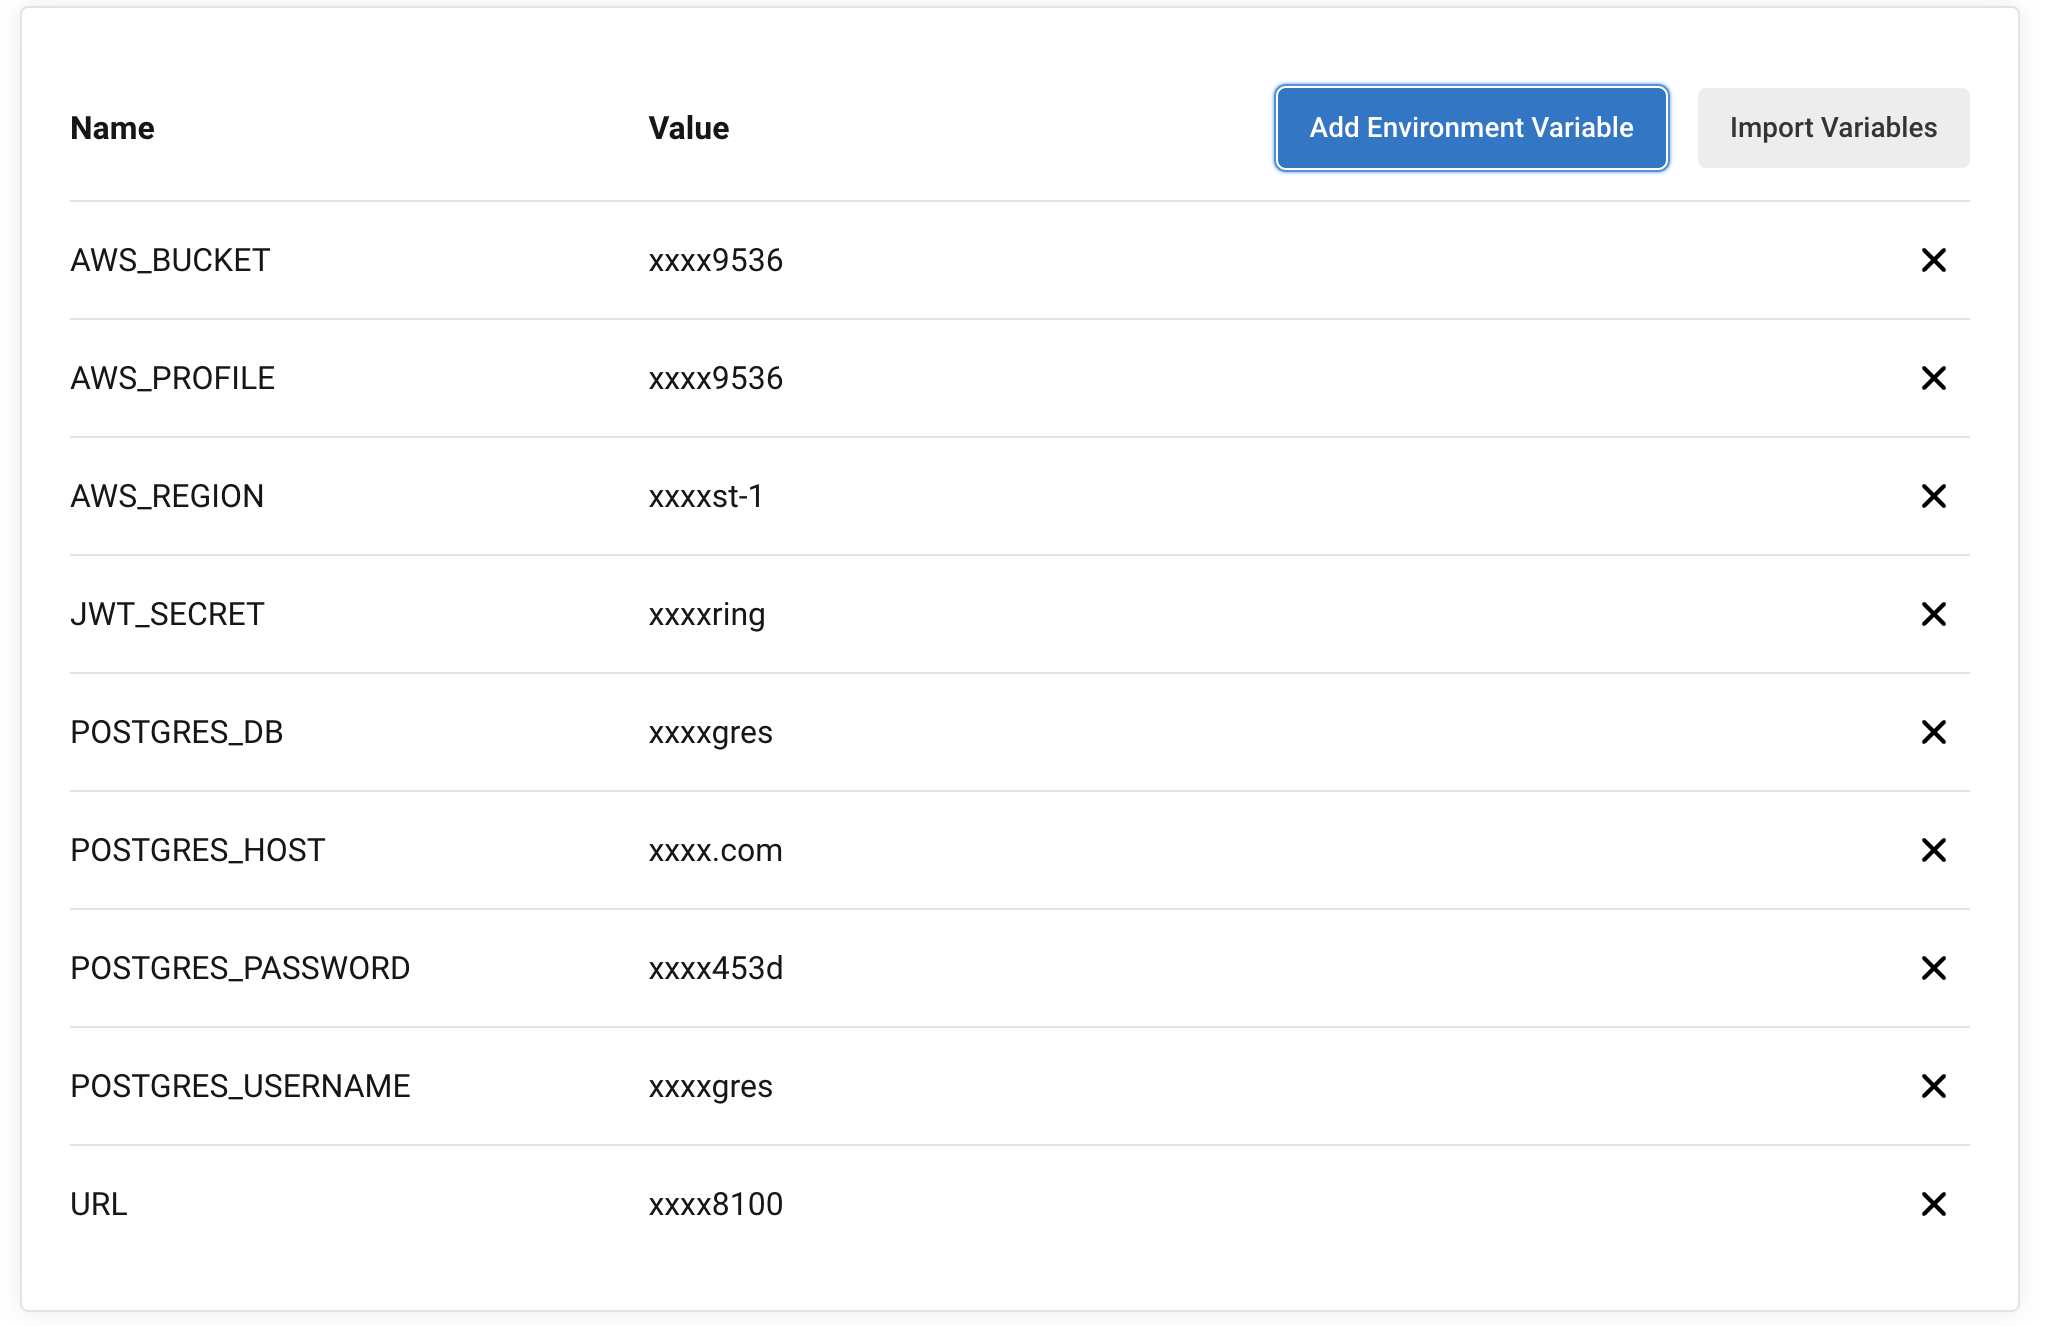 Name Value Add Environment Variable Import Variables
AWS_BUCKET xxxx9536
AWS_PROFILE xxxx9536
AWS_REGION xxxxst-1
JWT_SECRET xxxxring
POSTGRES_DB xxxxgres
POSTGRES_HOST xxxx.com
POSTGRES_PASSWORD xxxx453d
POSTGRES_USERNAME xxxxgres
URL xxxx8100